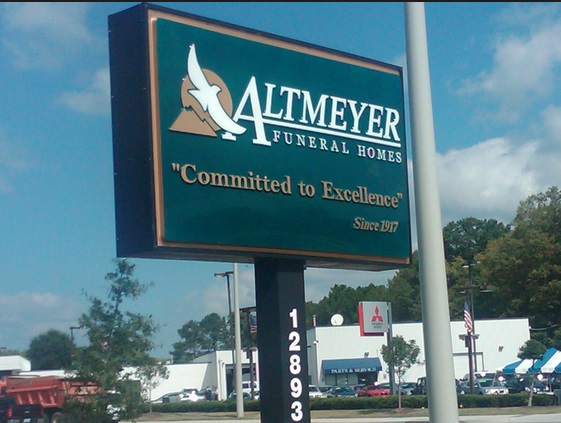 ALTMEYER
FUNERAL HOMES
"Committed to Excellence"
Since 1917
12893
PARTS & SERVICE